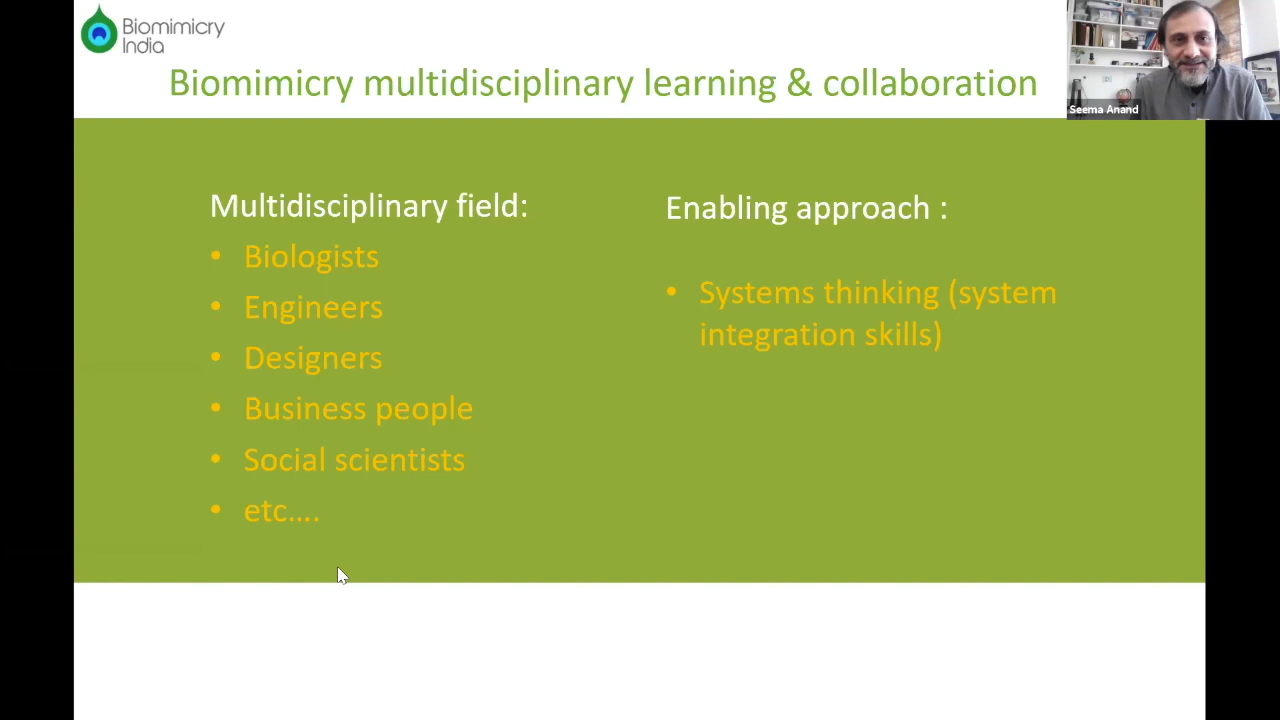 Biomimicry
India
Biomimicry multidisciplinary learning & collaboration
Seema Anand
Multidisciplinary field:
• Biologists
• Engineers
• Designers
• Business people
• Social scientists
• etc....
Enabling approach :
• Systems thinking (system
integration skills)